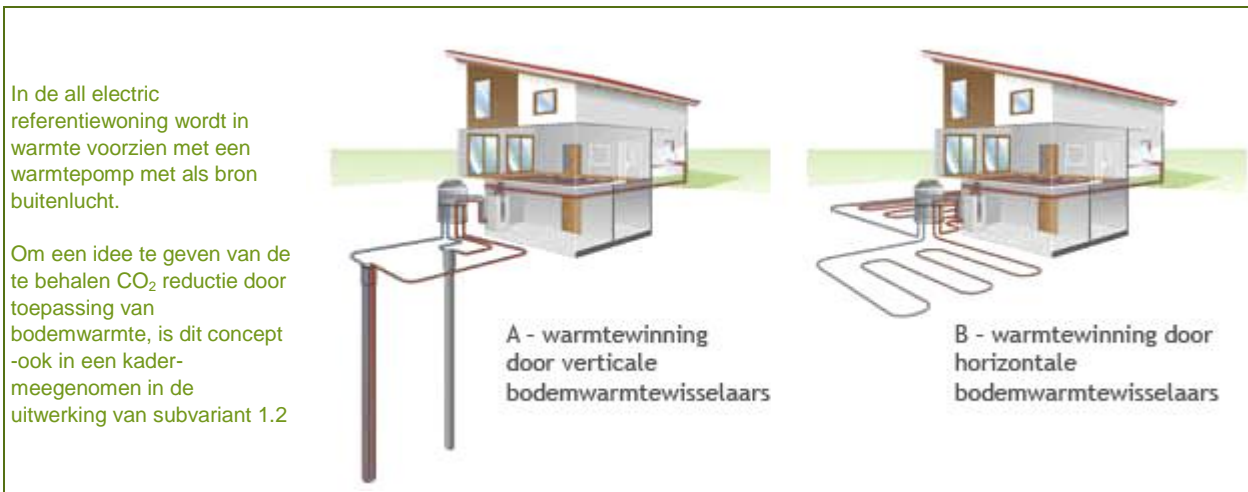 In de all electric
referentiewoning wordt in
warmte voorzien met een
warmtepomp met als bron
buitenlucht.
Om een idee te geven van de
te behalen CO₂ reductie door
toepassing van
bodemwarmte, is dit concept
-ook in een kader-
meegenomen in de
uitwerking van subvariant 1.2
A - warmtewinning
door verticale
bodemwarmtewisselaars
B - warmtewinning door
horizontale
bodemwarmtewisselaars